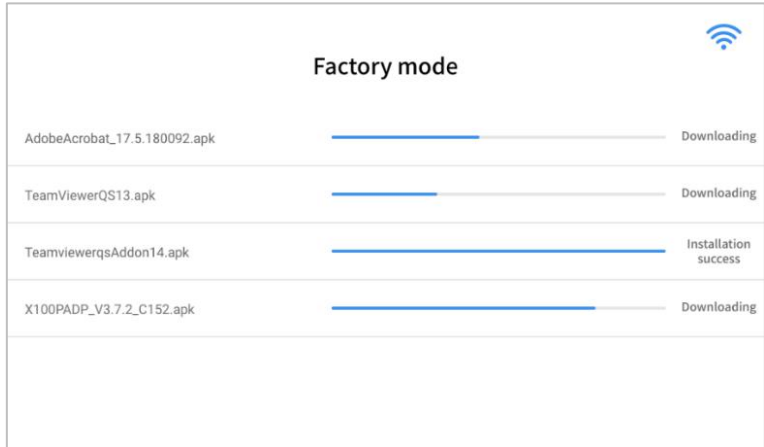 Factory mode
AdobeAcrobat_17.5.180092.apk Downloading
TeamViewerQS13.apk Downloading
TeamviewerqsAddon14.apk Installation
success
X100PADP_V3.7.2_C152.apk Downloading